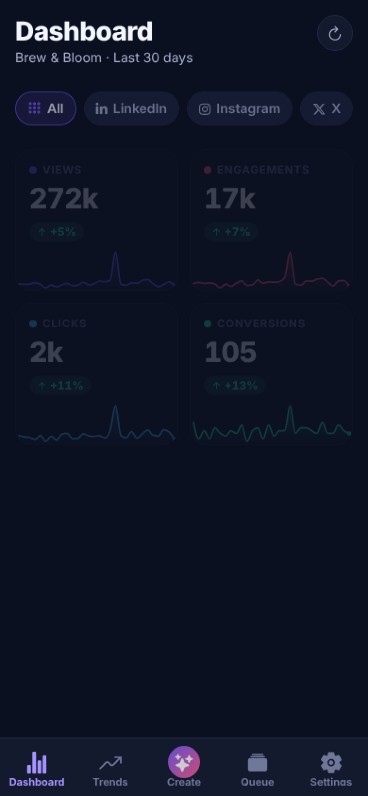 Dashboard
Brew & Bloom · Last 30 days
All
LinkedIn
Instagram
X
VIEWS
272k
↑ +5%
ENGAGEMENTS
17k
↑ +7%
CLICKS
2k
↑ +11%
CONVERSIONS
105
↑ +13%
Dashboard
Trends
Create
Queue
Settings